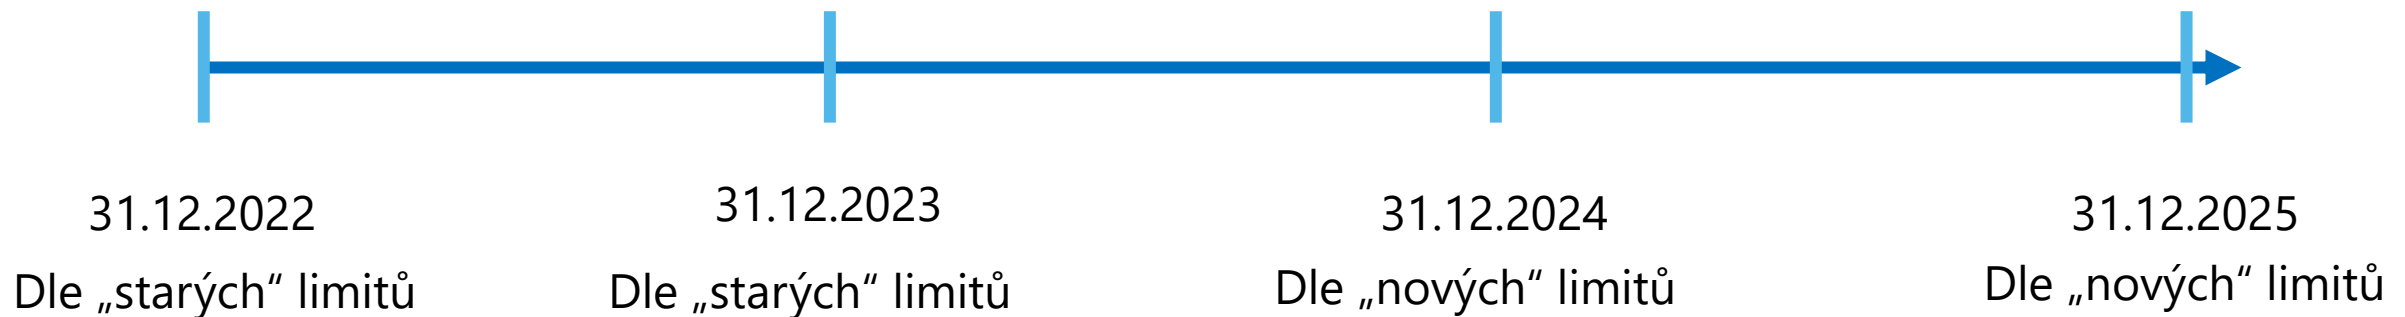 31.12.2022
Dle „starých“ limitů
31.12.2023
Dle „starých“ limitů
31.12.2024
Dle „nových“ limitů
31.12.2025
Dle „nových“ limitů